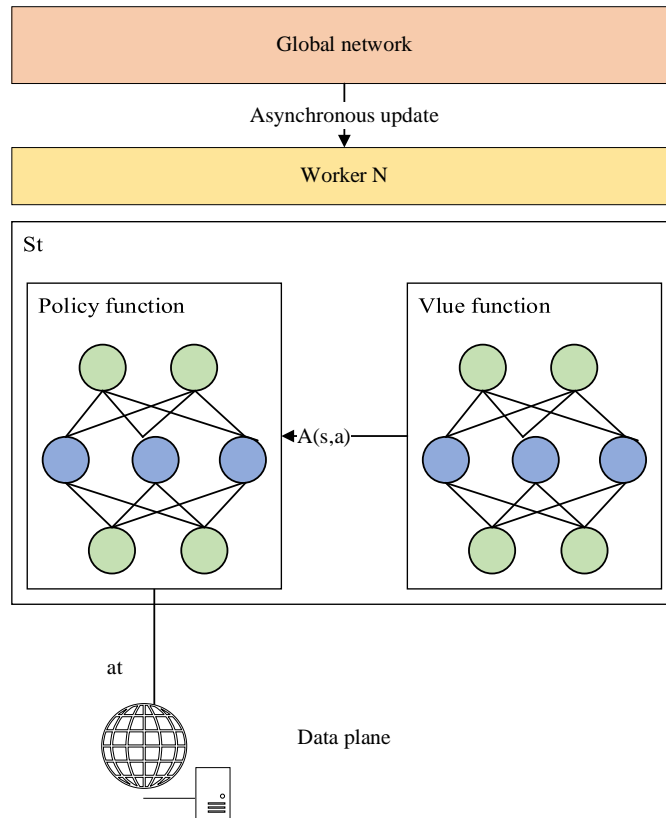 Global network
Asynchronous update
Worker N
St
Policy function
Vlue function
A(s,a)
at
Data plane